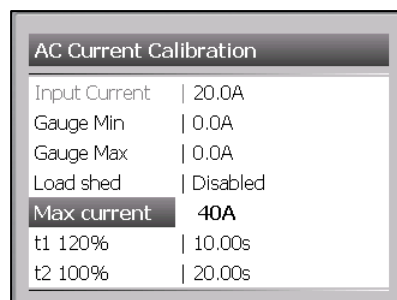 AC Current Calibration
Input Current | 20.0A
Gauge Min | 0.0A
Gauge Max | 0.0A
Load shed | Disabled
Max current 40A
t1 120% | 10.00s
t2 100% | 20.00s